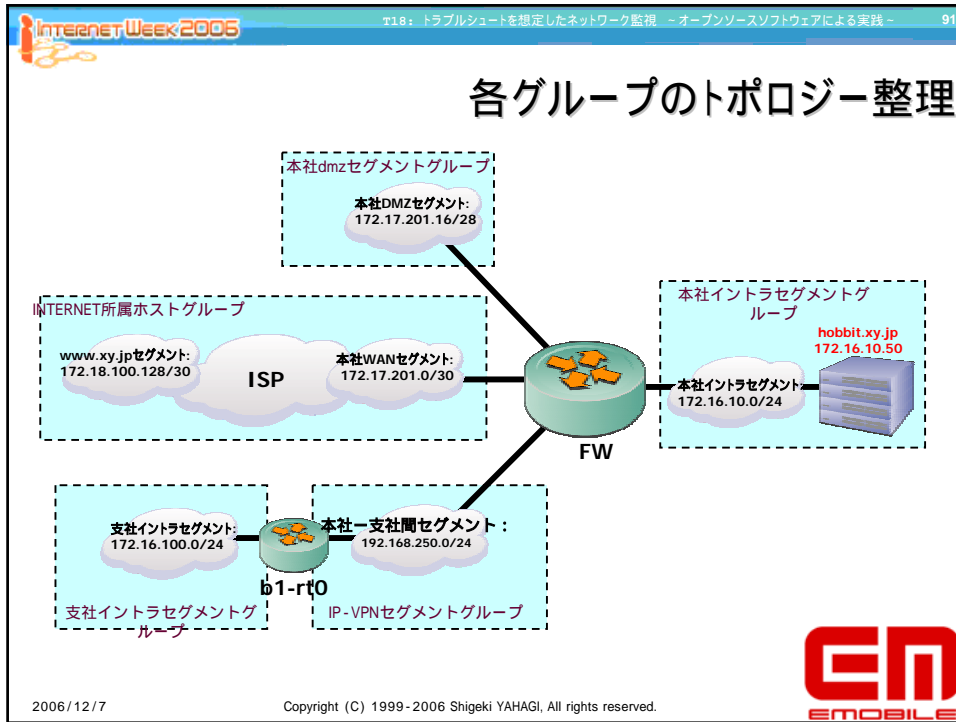 INTERNET WEEK 2006
T18: トラブルシュートを想定したネットワーク監視 ~オープンソースソフトウェアによる実践~
91
各グループのトポロジー整理
本社dmzセグメントグループ
本社DMZセグメント:
172.17.201.16/28
INTERNET所属ホストグループ
www.xy.jpセグメント:
172.18.100.128/30
ISP
本社WANセグメント:
172.17.201.0/30
FW
本社イントラセグメントグ
ループ
hobbit.xy.jp
172.16.10.50
本社イントラセグメント:
172.16.10.0/24
支社イントラセグメント:
172.16.100.0/24
b1-rt0
本社ー支社間セグメント:
192.168.250.0/24
支社イントラセグメントグ
ループ
IP-VPNセグメントグループ
2006/12/7
Copyright (C) 1999-2006 Shigeki YAHAGI, All rights reserved.
EM
EMOBILE